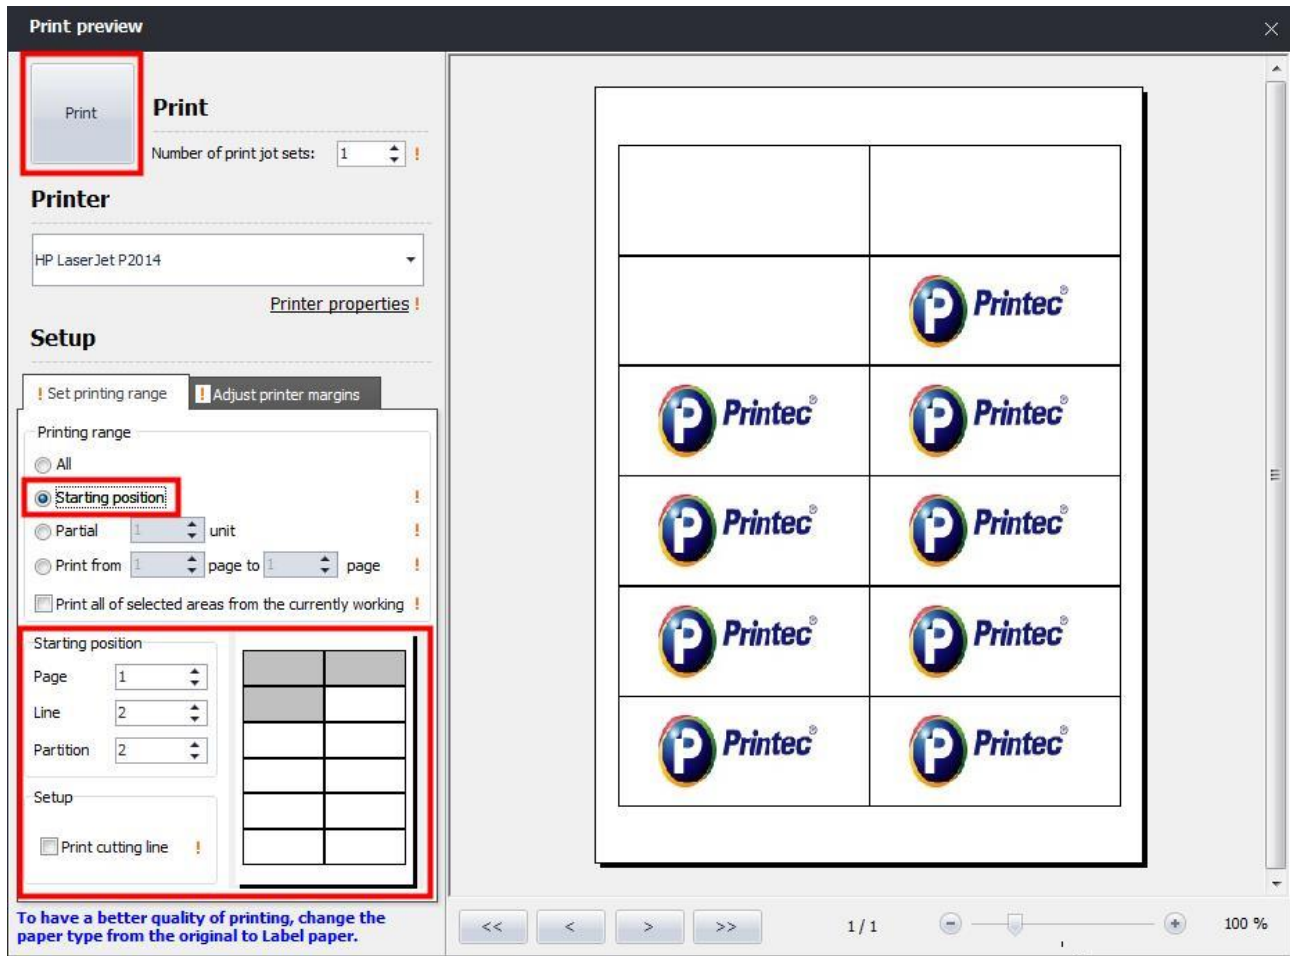 Print preview
Print
Print
Number of print jot sets: 1 !
Printer
HP LaserJet P2014
Printer properties !
Setup
! Set printing range
! Adjust printer margins
Printing range
All
Starting position !
Partial 1 unit !
Print from 1 page to 1 page !
Print all of selected areas from the currently working !
Starting position
Page 1
Line 2
Partition 2
Setup
Print cutting line !
To have a better quality of printing, change the
paper type from the original to Label paper.
P Printec®
P Printec® P Printec®
P Printec® P Printec®
P Printec® P Printec®
P Printec® P Printec®
<< < > >> 1 / 1 100 %